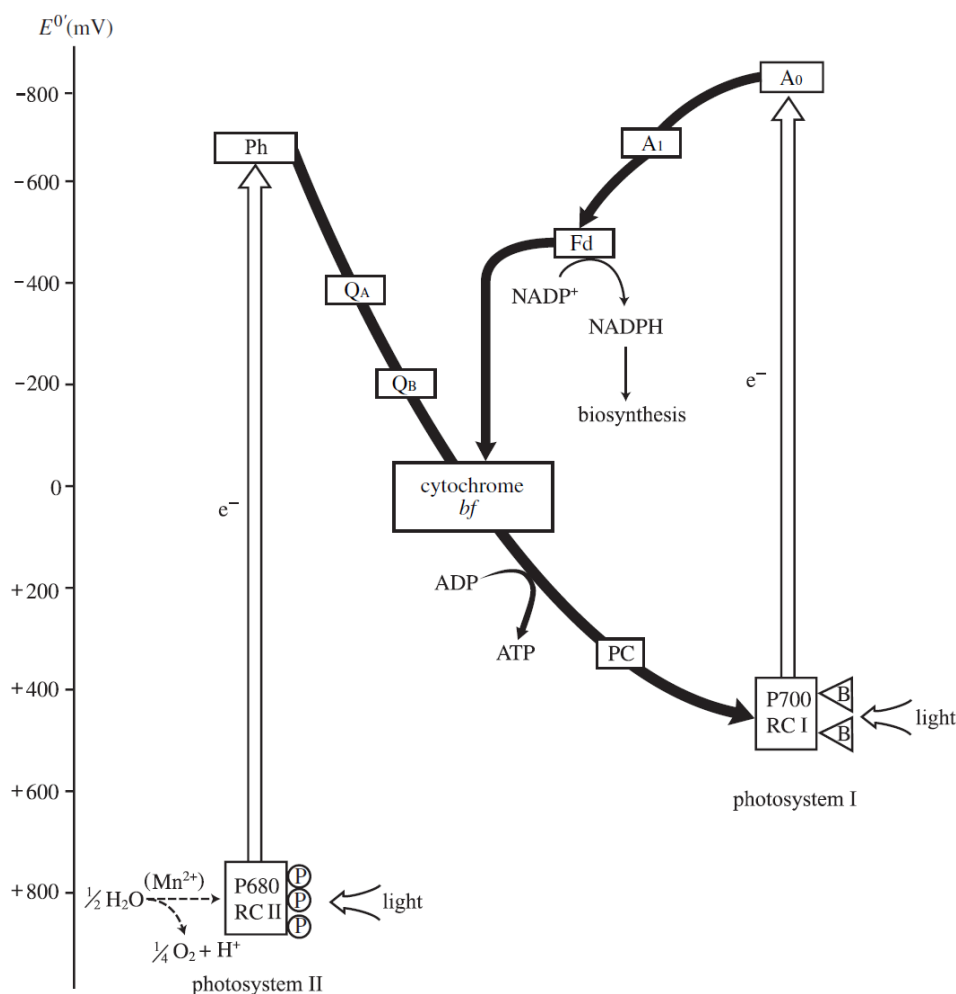 E⁰′(mV)
−800
−600
−400
−200
0
+200
+400
+600
+800
A₀
A₁
Ph
Fd
NADP⁺
NADPH
Q_A
Q_B
e⁻
biosynthesis
cytochrome
bf
e⁻
ADP
ATP
PC
P700
RC I
B
B
light
photosystem I
½ H₂O
(Mn²⁺)
P680
RC II
P
P
P
light
¼ O₂ + H⁺
photosystem II